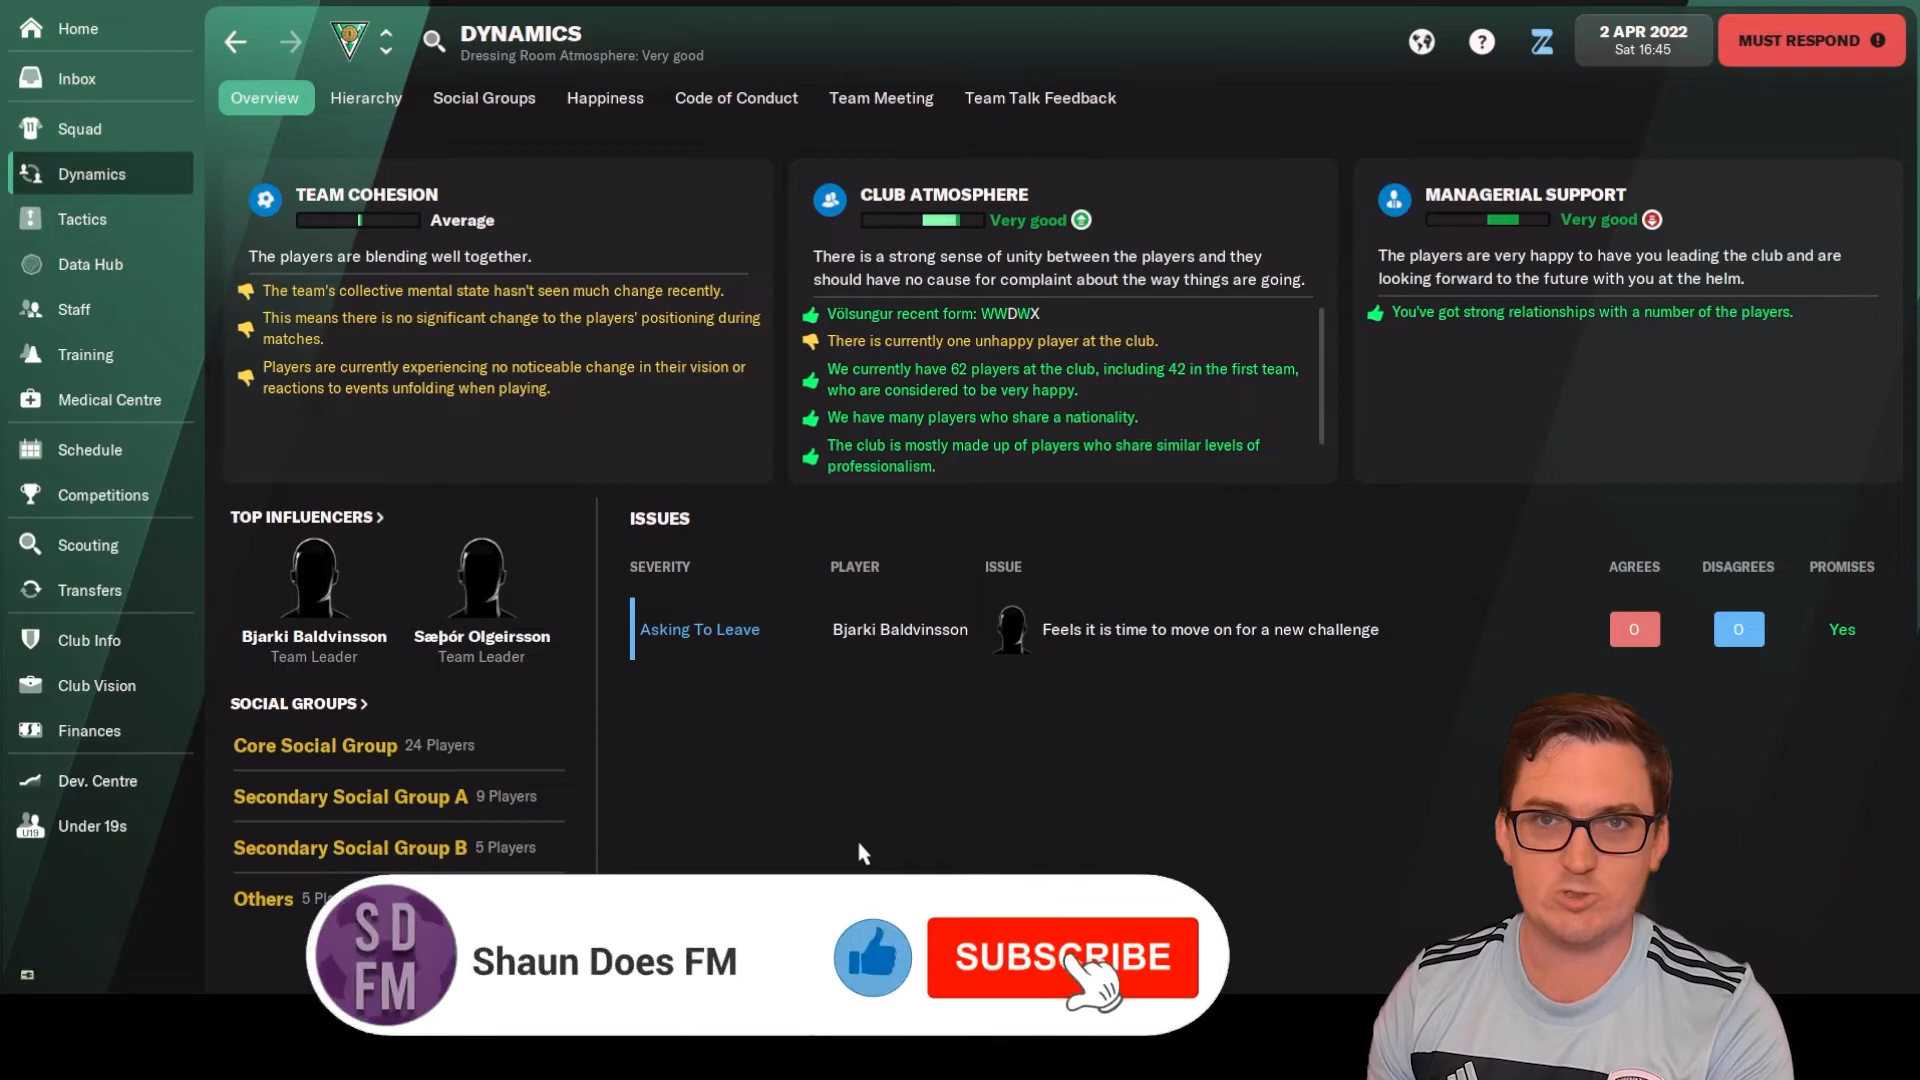 Home
Inbox
Squad
Dynamics
Tactics
Data Hub
Staff
Training
Medical Centre
Schedule
Competitions
Scouting
Transfers
Club Info
Club Vision
Finances
Dev. Centre
U19
Under 19s
DYNAMICS
Dressing Room Atmosphere: Very good
2 APR 2022
Sat 16:45
MUST RESPOND
Overview
Hierarchy
Social Groups
Happiness
Code of Conduct
Team Meeting
Team Talk Feedback
TEAM COHESION
Average
The players are blending well together.
The team's collective mental state hasn't seen much change recently.
This means there is no significant change to the players' positioning during
matches.
Players are currently experiencing no noticeable change in their vision or
reactions to events unfolding when playing.
CLUB ATMOSPHERE
Very good
There is a strong sense of unity between the players and they
should have no cause for complaint about the way things are going.
Völsungur recent form: WWDWX
There is currently one unhappy player at the club.
We currently have 62 players at the club, including 42 in the first team,
who are considered to be very happy.
We have many players who share a nationality.
The club is mostly made up of players who share similar levels of
professionalism.
MANAGERIAL SUPPORT
Very good
The players are very happy to have you leading the club and are
looking forward to the future with you at the helm.
You've got strong relationships with a number of the players.
TOP INFLUENCERS
Bjarki Baldvinsson
Team Leader
Sæþór Olgeirsson
Team Leader
SOCIAL GROUPS
Core Social Group 24 Players
Secondary Social Group A 9 Players
Secondary Social Group B 5 Players
Others 5
ISSUES
SEVERITY PLAYER ISSUE AGREES DISAGREES PROMISES
Asking To Leave Bjarki Baldvinsson Feels it is time to move on for a new challenge 0 0 Yes
SD
FM
Shaun Does FM
SUBSCRIBE